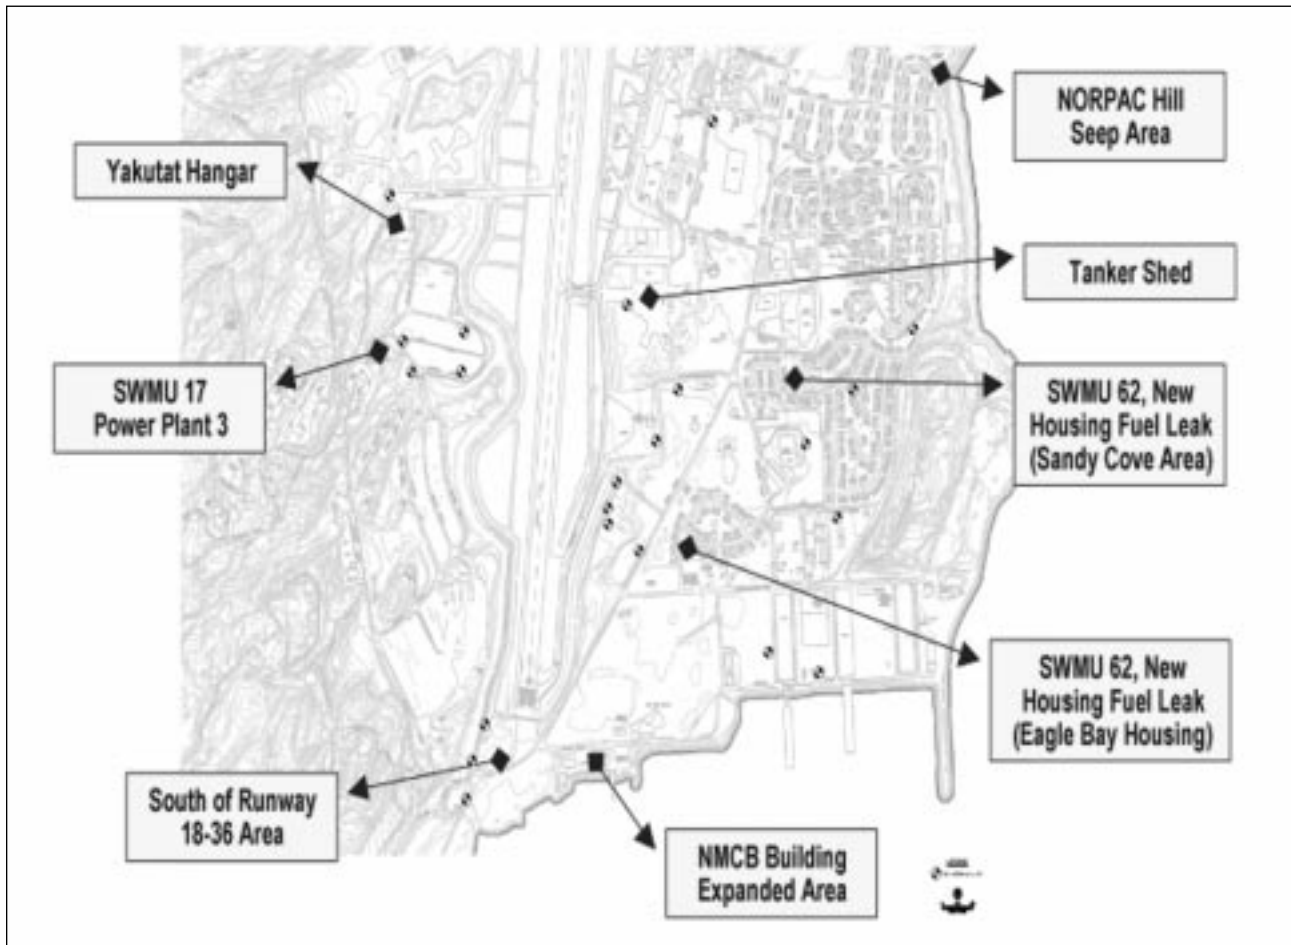 NORPAC Hill
Seep Area
Yakutat Hangar
Tanker Shed
SWMU 17
Power Plant 3
SWMU 62, New
Housing Fuel Leak
(Sandy Cove Area)
SWMU 62, New
Housing Fuel Leak
(Eagle Bay Housing)
South of Runway
18-36 Area
NMCB Building
Expanded Area